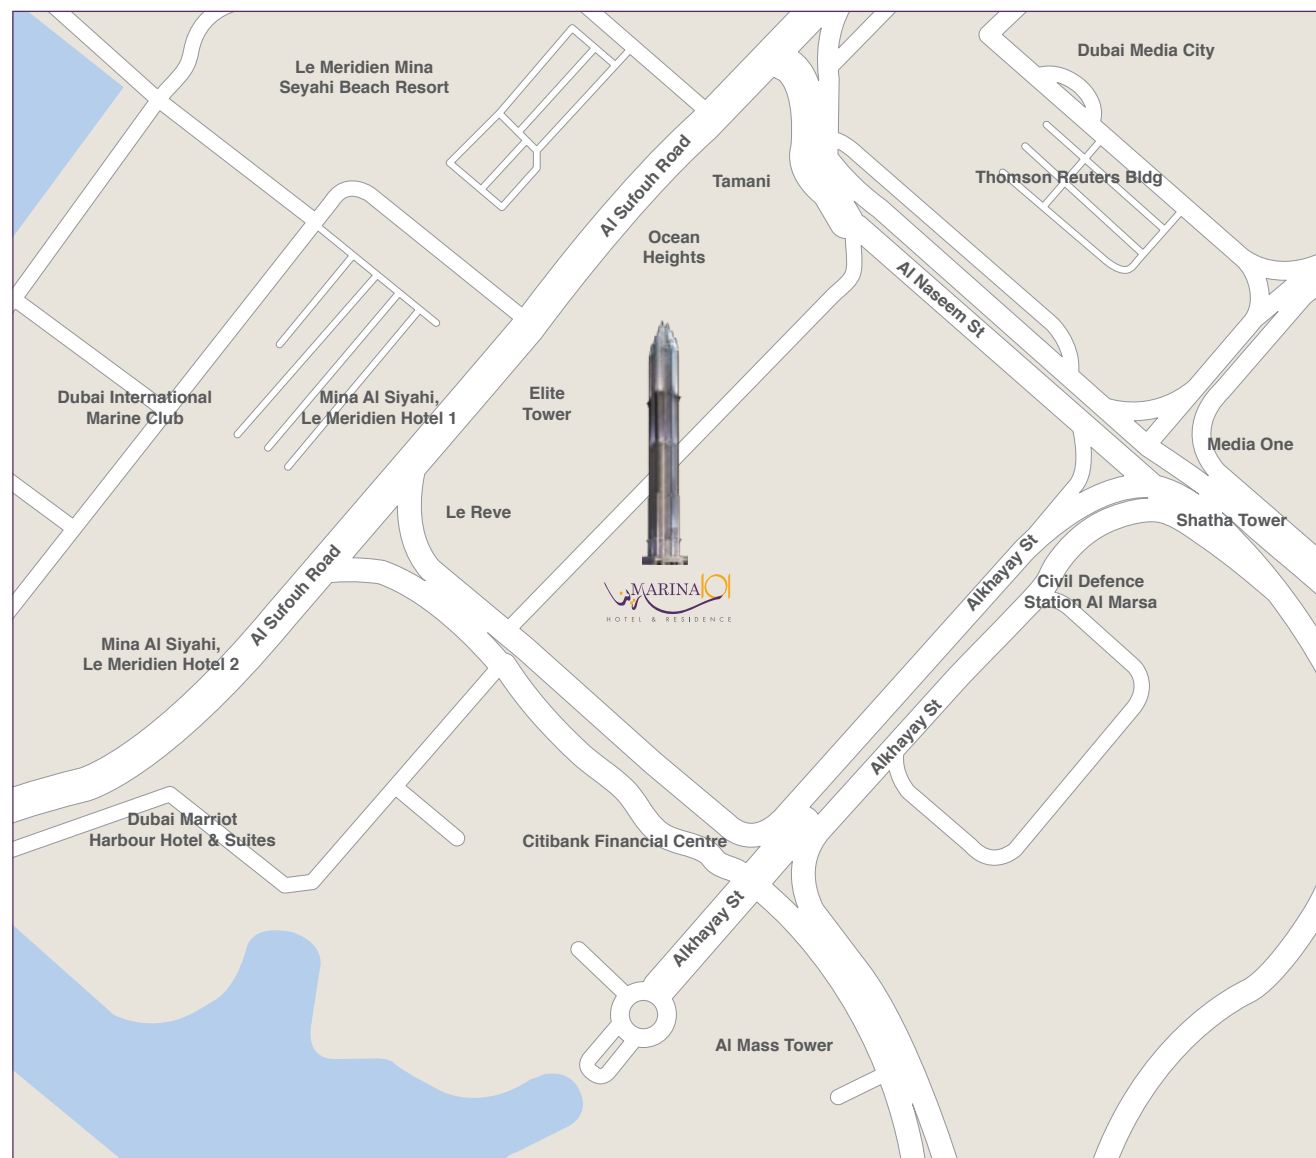 Dubai Media City
Le Meridien Mina
Seyahi Beach Resort
Al Sufouh Road
Tamani
Thomson Reuters Bldg
Ocean
Heights
Al Naseem St
Dubai International
Marine Club
Mina Al Siyahi,
Le Meridien Hotel 1
Elite
Tower
Media One
Le Reve
Shatha Tower
Al Sufouh Road
Alkhayay St
Civil Defence
Station Al Marsa
MARINA 101
HOTEL & RESIDENCE
Mina Al Siyahi,
Le Meridien Hotel 2
Alkhayay St
Dubai Marriot
Harbour Hotel & Suites
Citibank Financial Centre
Alkhayay St
Al Mass Tower